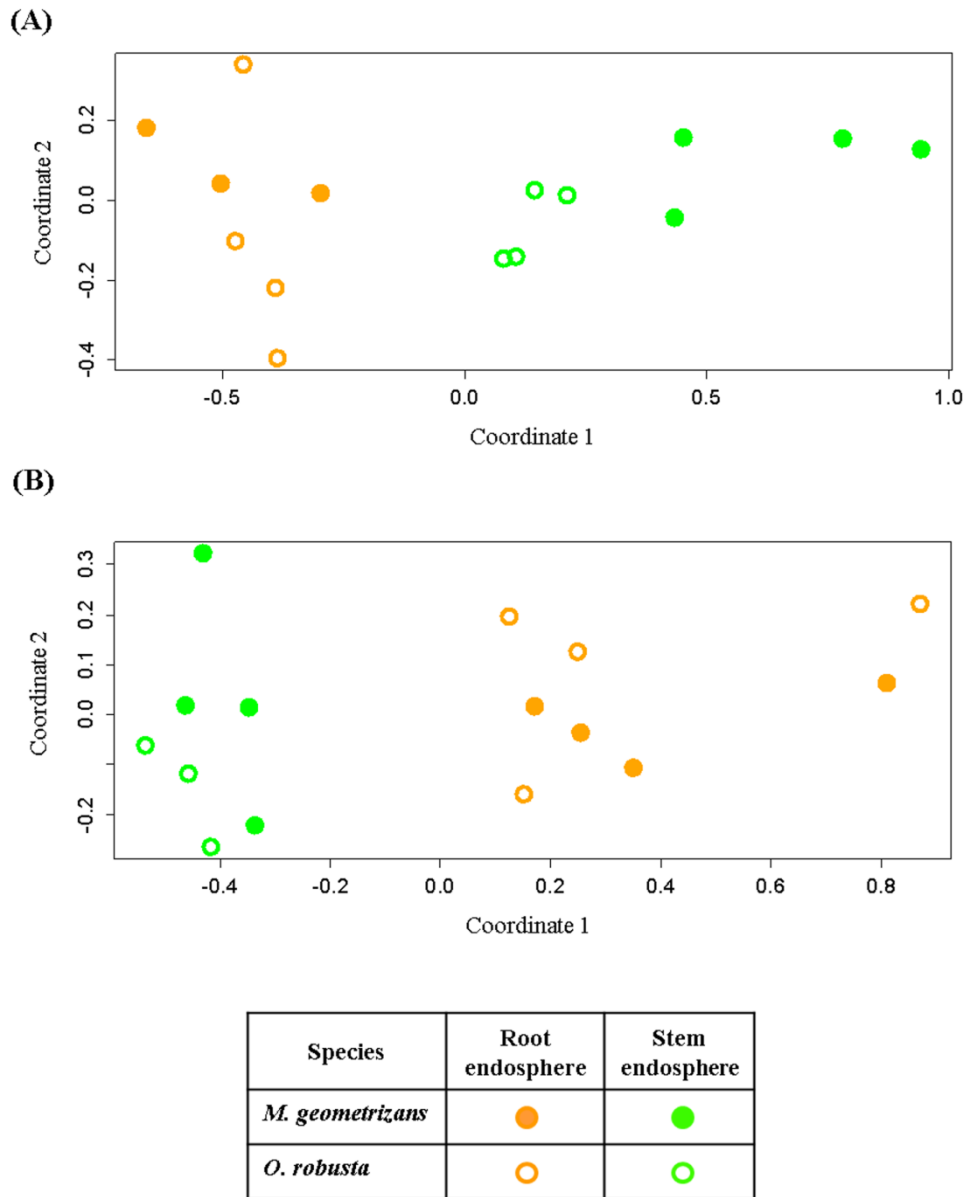 (A)
0.2
0.0
-0.2
-0.4
Coordinate 2
-0.5
0.0
0.5
1.0
Coordinate 1
(B)
0.3
0.2
0.1
0.0
-0.2
Coordinate 2
-0.4
-0.2
0.0
0.2
0.4
0.6
0.8
Coordinate 1
Species
Root
endosphere
Stem
endosphere
M. geometrizans
O. robusta